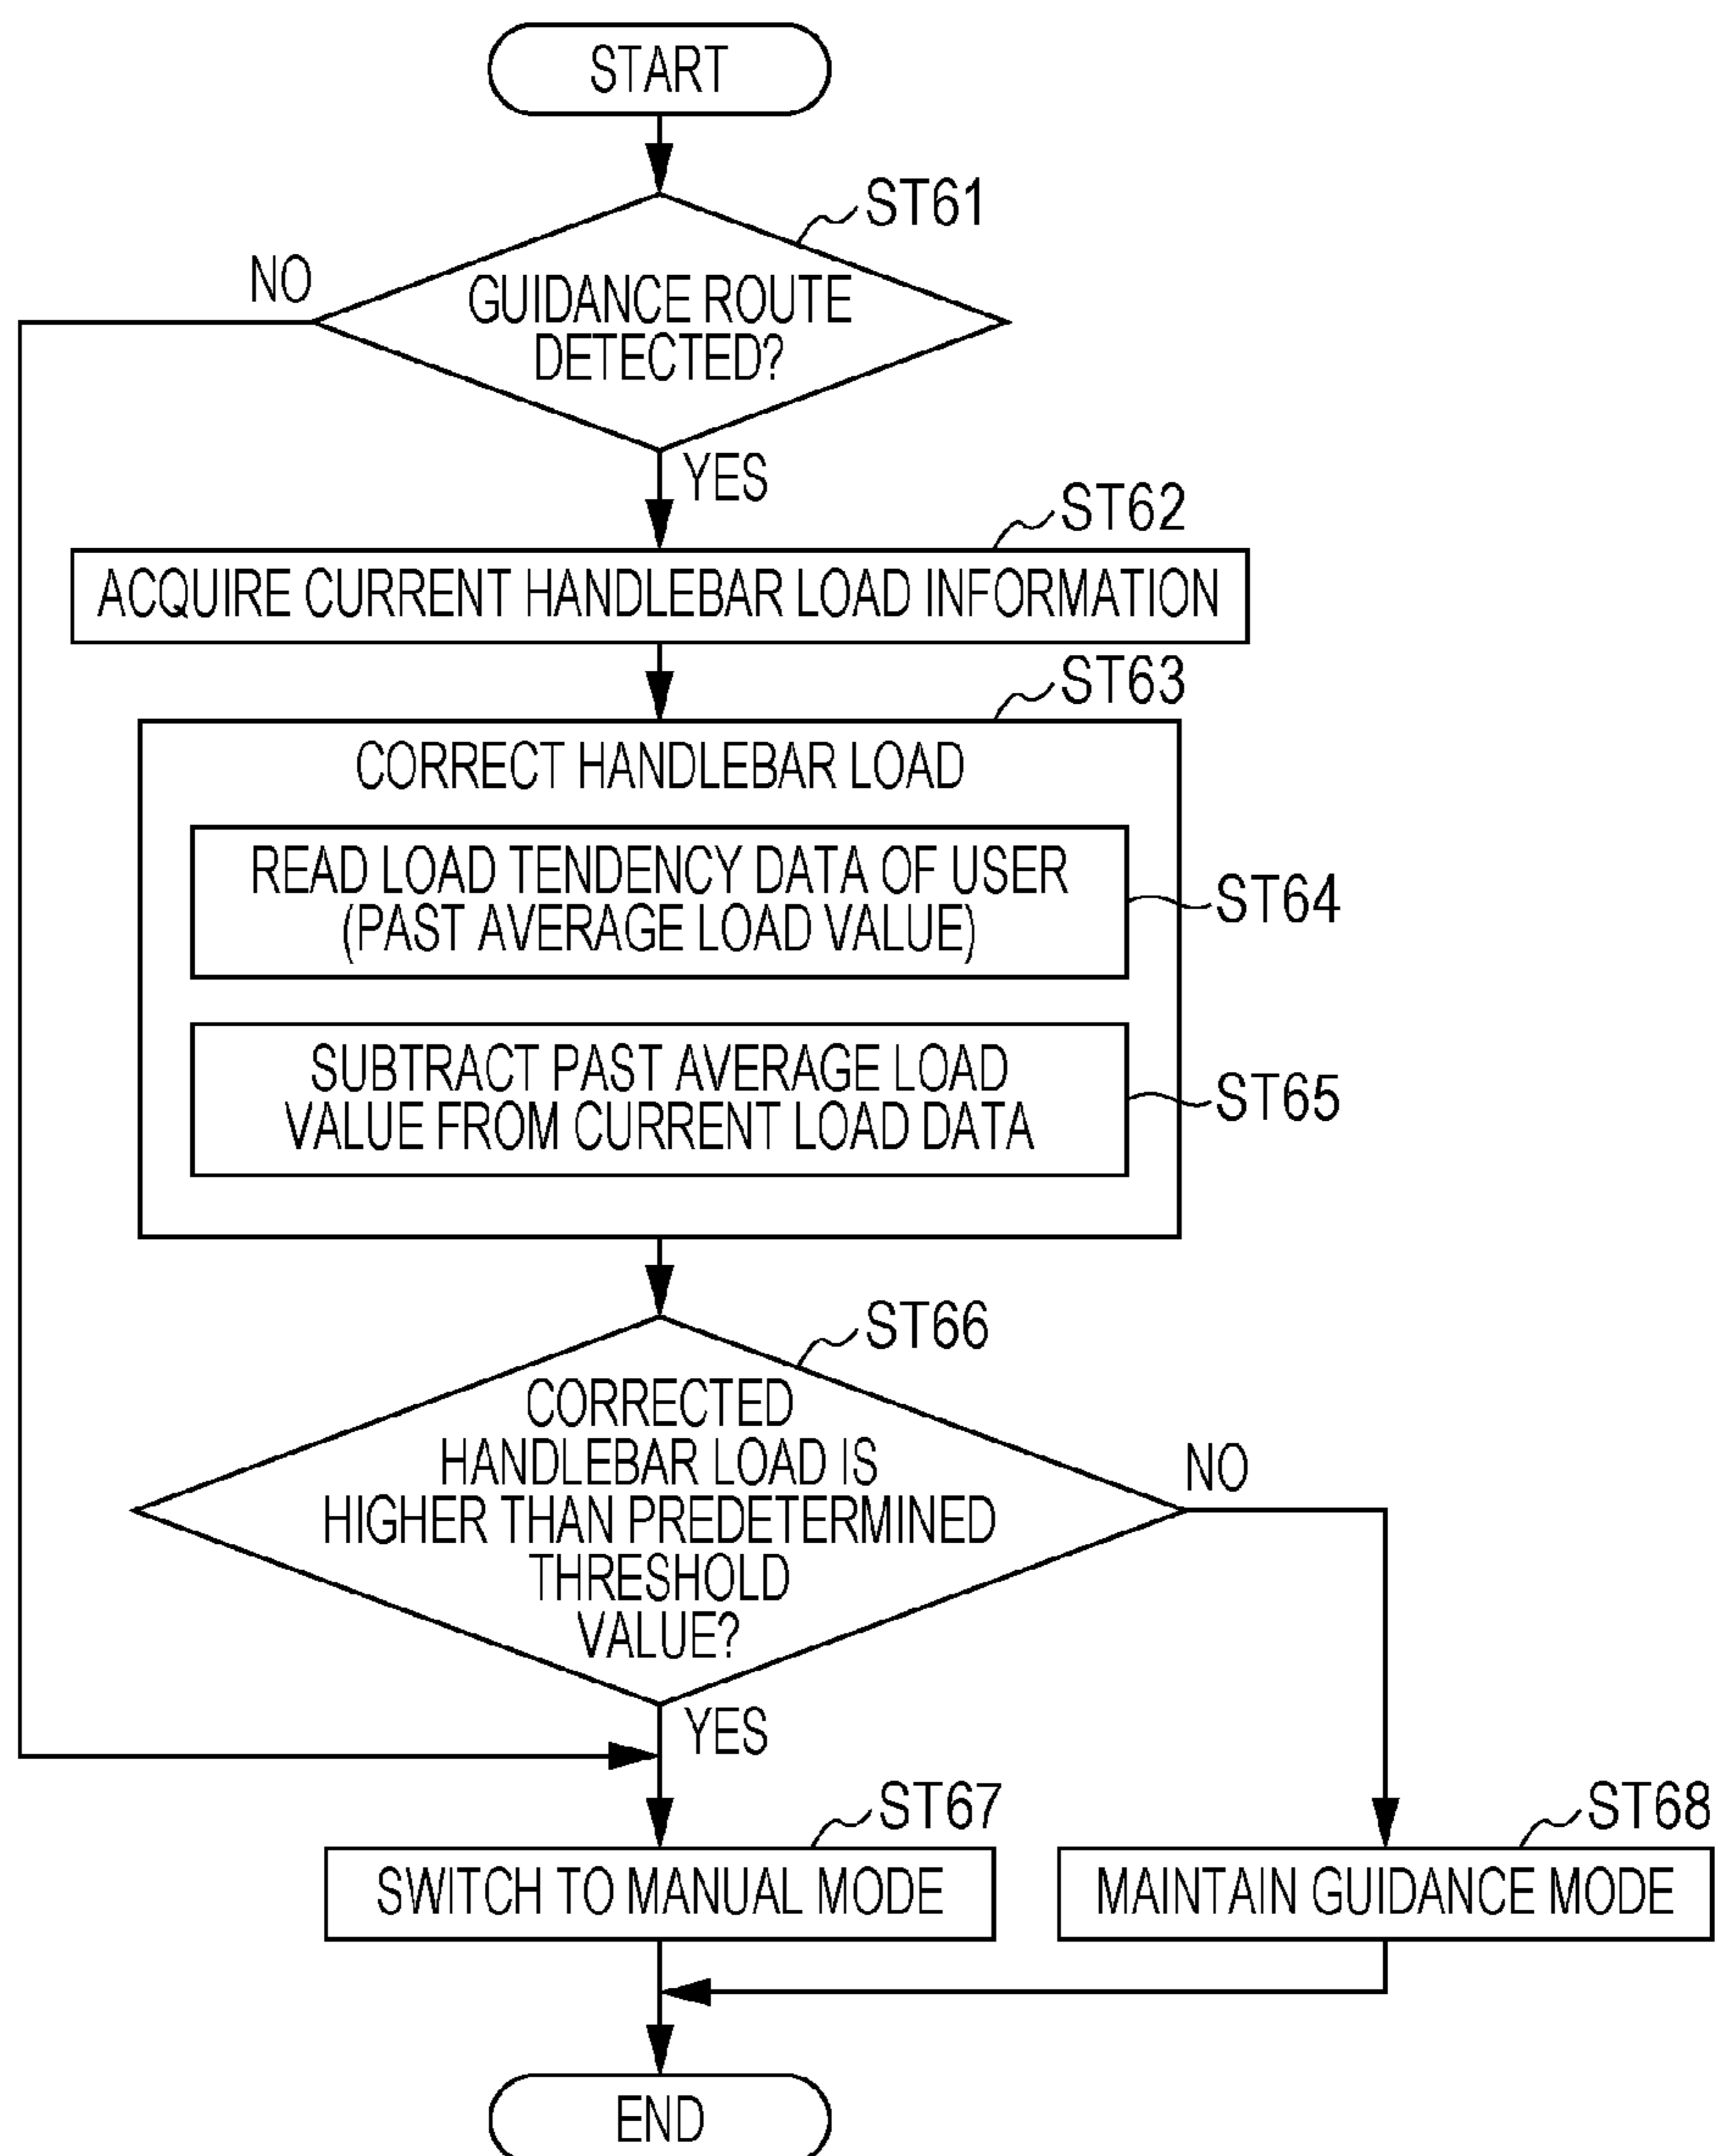 START
ST61
NO
GUIDANCE ROUTE
DETECTED?
YES
ST62
ACQUIRE CURRENT HANDLEBAR LOAD INFORMATION
ST63
CORRECT HANDLEBAR LOAD
READ LOAD TENDENCY DATA OF USER
(PAST AVERAGE LOAD VALUE)
ST64
SUBTRACT PAST AVERAGE LOAD
VALUE FROM CURRENT LOAD DATA
ST65
ST66
CORRECTED
HANDLEBAR LOAD IS
HIGHER THAN PREDETERMINED
THRESHOLD
VALUE?
NO
YES
ST67
SWITCH TO MANUAL MODE
ST68
MAINTAIN GUIDANCE MODE
END